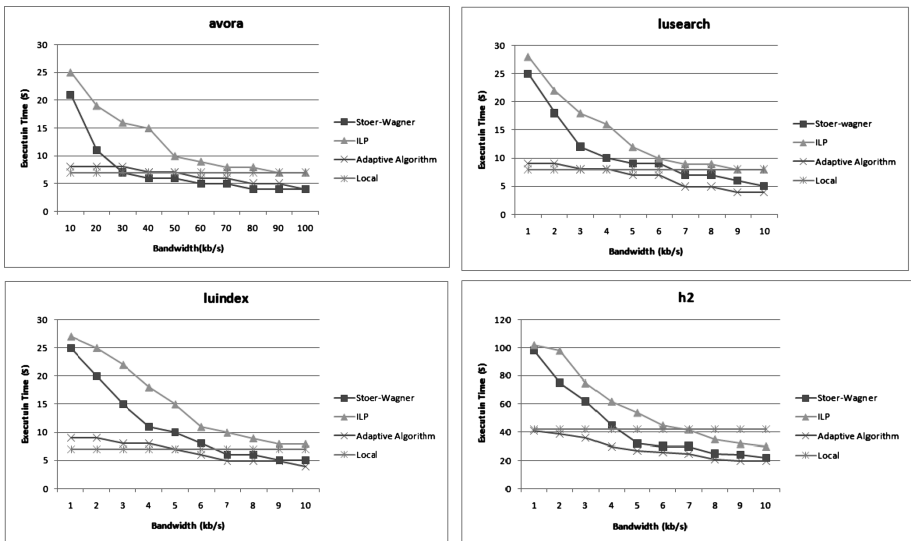 avora
30
25
20
15
10
5
0
Executuin Time (S)
10 20 30 40 50 60 70 80 90 100
Bandwidth(kb/s)
Stoer-Wagner
ILP
Adaptive Algorithm
Local
lusearch
30
25
20
15
10
5
0
Executuin Time (S)
1 2 3 4 5 6 7 8 9 10
Bandwidth (kb/s)
Stoer-wagner
ILP
Adaptive Algorithm
Local
luindex
30
25
20
15
10
5
0
Executuin Time (S)
1 2 3 4 5 6 7 8 9 10
Bandwidth (kb/s)
Stoer-Wagner
ILP
Adaptive Algorithm
Local
h2
120
100
80
60
40
20
0
Executuin Time (S)
1 2 3 4 5 6 7 8 9 10
Bandwidth (kb/s)
Stoer-Wagner
ILP
Adaptive Algorithm
Local